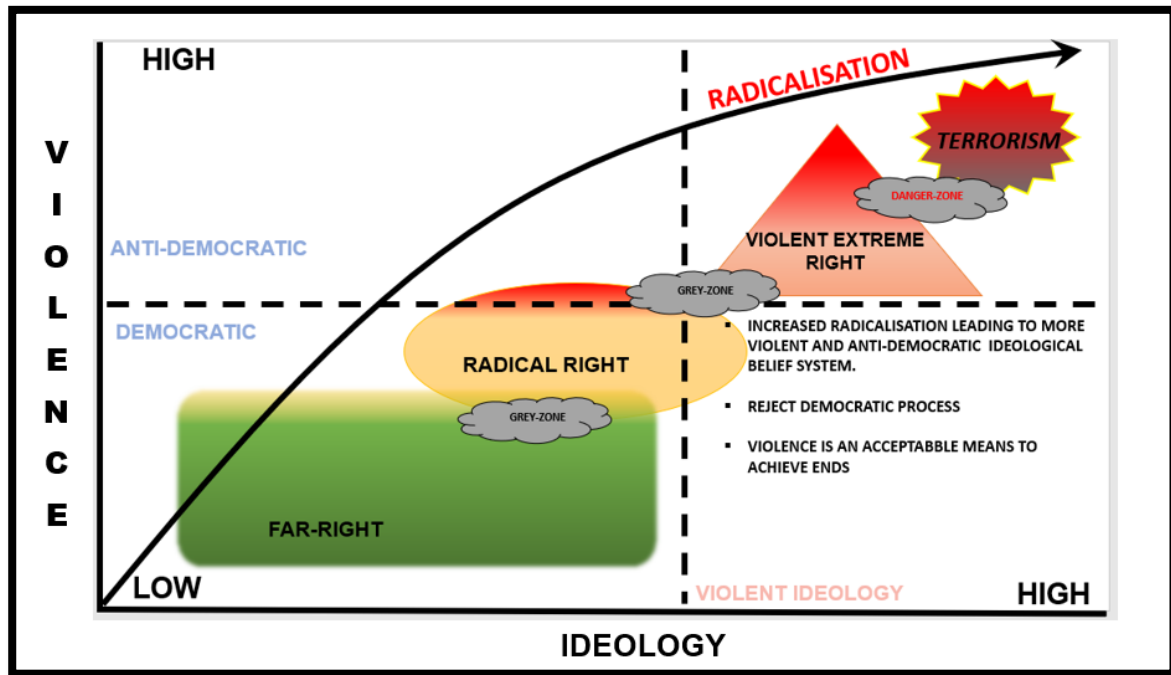 HIGH
RADICALISATION
TERRORISM
DANGER-ZONE
VIOLENCE
ANTI-DEMOCRATIC
VIOLENT EXTREME
RIGHT
GREY-ZONE
DEMOCRATIC
▪ INCREASED RADICALISATION LEADING TO MORE
VIOLENT AND ANTI-DEMOCRATIC IDEOLOGICAL
BELIEF SYSTEM.
RADICAL RIGHT
▪ REJECT DEMOCRATIC PROCESS
GREY-ZONE
▪ VIOLENCE IS AN ACCEPTABBLE MEANS TO
ACHIEVE ENDS
FAR-RIGHT
LOW
VIOLENT IDEOLOGY
HIGH
IDEOLOGY